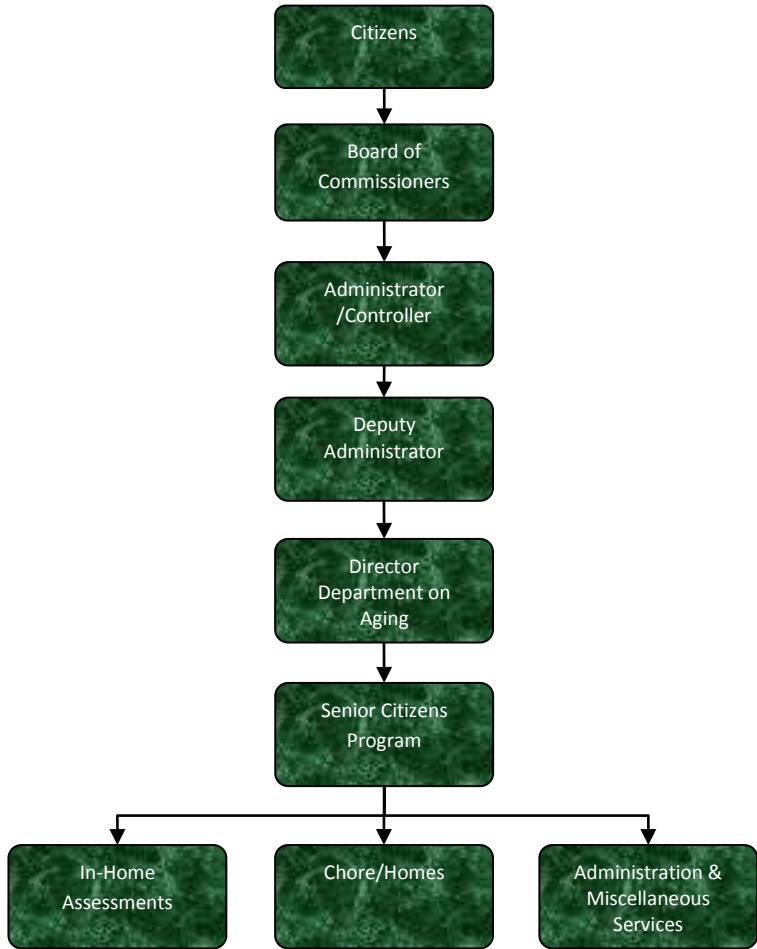 Citizens
Board of
Commissioners
Administrator
/Controller
Deputy
Administrator
Director
Department on
Aging
Senior Citizens
Program
In-Home
Assessments
Chore/Homes
Administration &
Miscellaneous
Services